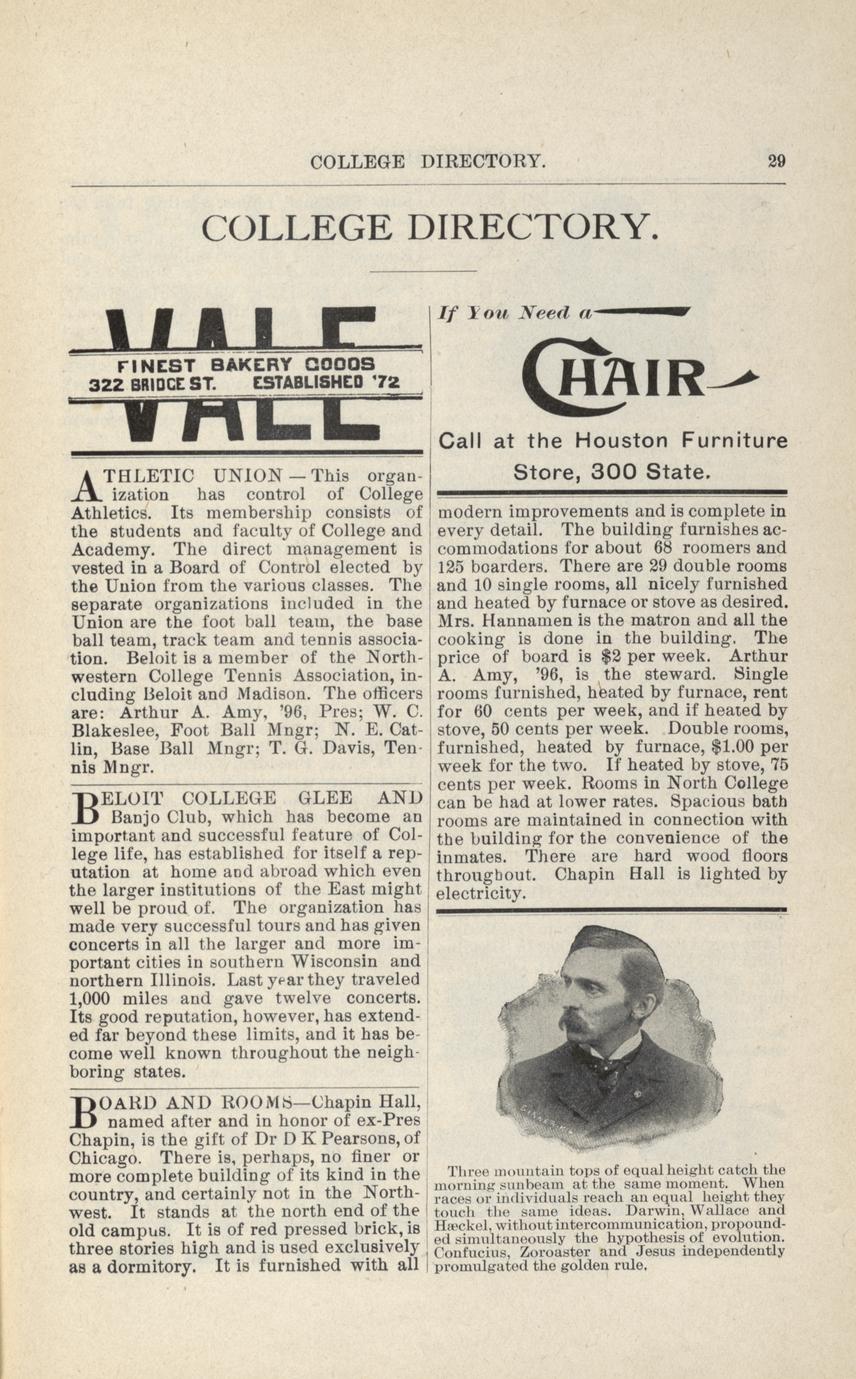 COLLEGE DIRECTORY. 29
COLLEGE DIRECTORY.
VALE
FINEST BAKERY GOODS
322 BRIDGE ST. ESTABLISHED '72
VALE
ATHLETIC UNION—This organ-
ization has control of College
Athletics. Its membership consists of
the students and faculty of College and
Academy. The direct management is
vested in a Board of Control elected by
the Union from the various classes. The
separate organizations included in the
Union are the foot ball team, the base
ball team, track team and tennis associa-
tion. Beloit is a member of the North-
western College Tennis Association, in-
cluding Beloit and Madison. The officers
are: Arthur A. Amy, '96, Pres; W. C.
Blakeslee, Foot Ball Mngr; N. E. Cat-
lin, Base Ball Mngr; T. G. Davis, Ten-
nis Mngr.
BELOIT COLLEGE GLEE AND
Banjo Club, which has become an
important and successful feature of Col-
lege life, has established for itself a rep-
utation at home and abroad which even
the larger institutions of the East might
well be proud of. The organization has
made very successful tours and has given
concerts in all the larger and more im-
portant cities in southern Wisconsin and
northern Illinois. Last year they traveled
1,000 miles and gave twelve concerts.
Its good reputation, however, has extend-
ed far beyond these limits, and it has be-
come well known throughout the neigh-
boring states.
BOARD AND ROOMS—Chapin Hall,
named after and in honor of ex-Pres
Chapin, is the gift of Dr D K Pearsons, of
Chicago. There is, perhaps, no finer or
more complete building of its kind in the
country, and certainly not in the North-
west. It stands at the north end of the
old campus. It is of red pressed brick, is
three stories high and is used exclusively
as a dormitory. It is furnished with all
If You Need a
CHAIR
Call at the Houston Furniture
Store, 300 State.
modern improvements and is complete in
every detail. The building furnishes ac-
commodations for about 68 roomers and
125 boarders. There are 29 double rooms
and 10 single rooms, all nicely furnished
and heated by furnace or stove as desired.
Mrs. Hannamen is the matron and all the
cooking is done in the building. The
price of board is $2 per week. Arthur
A. Amy, '96, is the steward. Single
rooms furnished, heated by furnace, rent
for 60 cents per week, and if heated by
stove, 50 cents per week. Double rooms,
furnished, heated by furnace, $1.00 per
week for the two. If heated by stove, 75
cents per week. Rooms in North College
can be had at lower rates. Spacious bath
rooms are maintained in connection with
the building for the convenience of the
inmates. There are hard wood floors
throughout. Chapin Hall is lighted by
electricity.
Three mountain tops of equal height catch the
morning sunbeam at the same moment. When
races or individuals reach an equal height they
touch the same ideas. Darwin, Wallace and
Hæckel, without intercommunication, propound-
ed simultaneously the hypothesis of evolution.
Confucius, Zoroaster and Jesus independently
promulgated the golden rule.